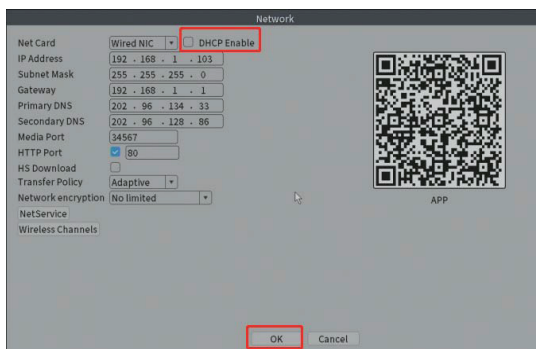 Network
Net Card Wired NIC DHCP Enable
IP Address 192 . 168 . 1 . 103
Subnet Mask 255 . 255 . 255 . 0
Gateway 192 . 168 . 1 . 1
Primary DNS 202 . 96 . 134 . 33
Secondary DNS 202 . 96 . 128 . 86
Media Port 34567
HTTP Port 80
HS Download
Transfer Policy Adaptive
Network encryption No limited
APP
NetService
Wireless Channels
OK Cancel